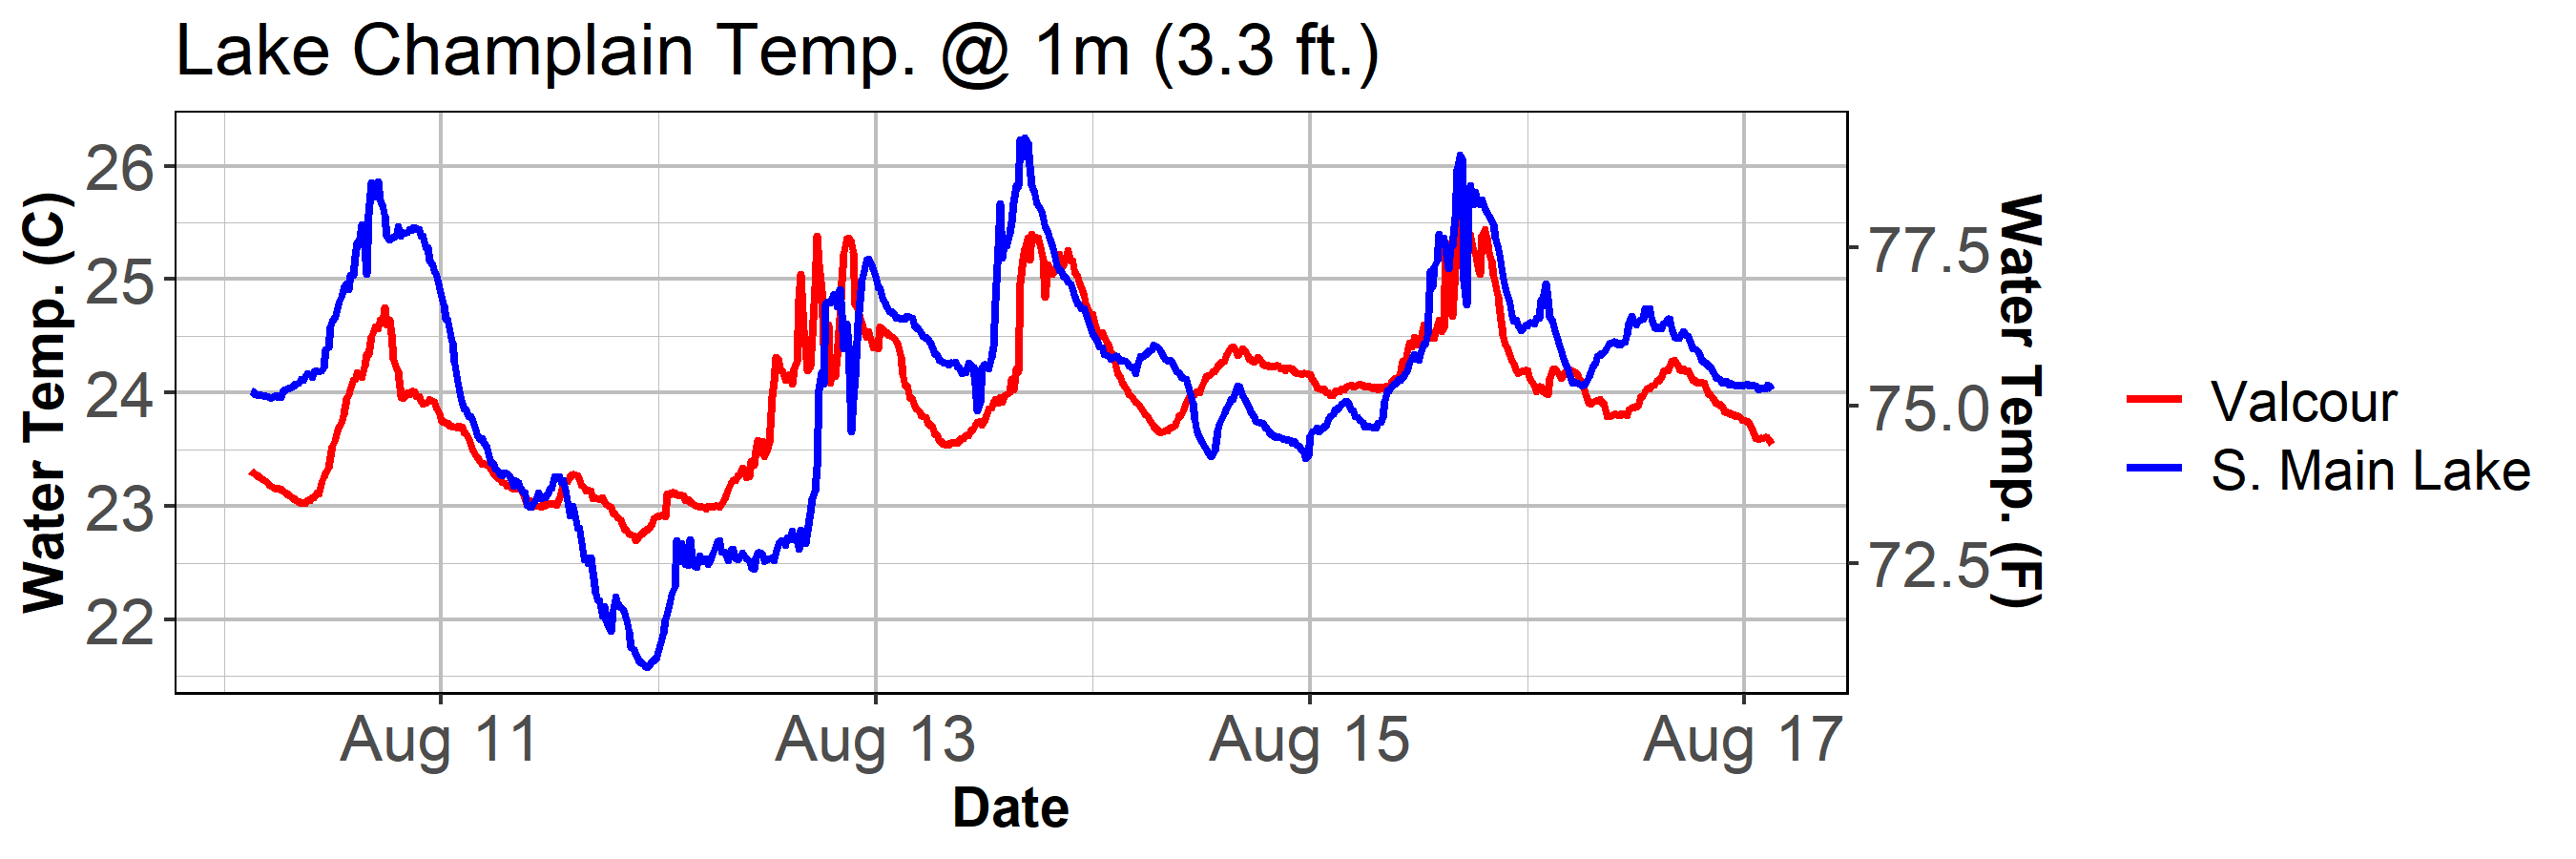 Lake Champlain Temp. @ 1m (3.3 ft.)
Water Temp. (C)
26
25
24
23
22
77.5
75.0
72.5
Water Temp. (F)
Aug 11 Aug 13 Aug 15 Aug 17
Date
Valcour
S. Main Lake